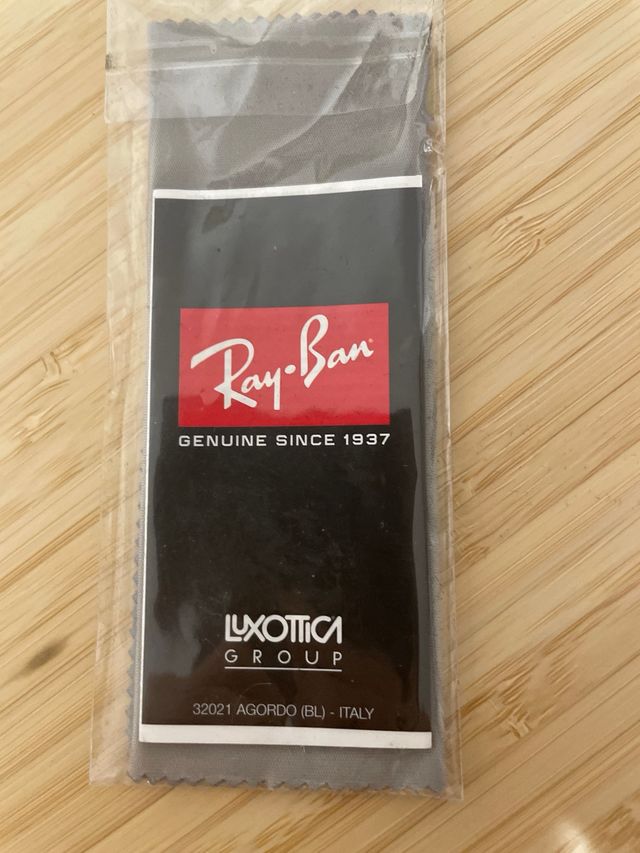 Ray•Ban
GENUINE SINCE 1937
LUXOTTICA
GROUP
32021 AGORDO (BL) - ITALY